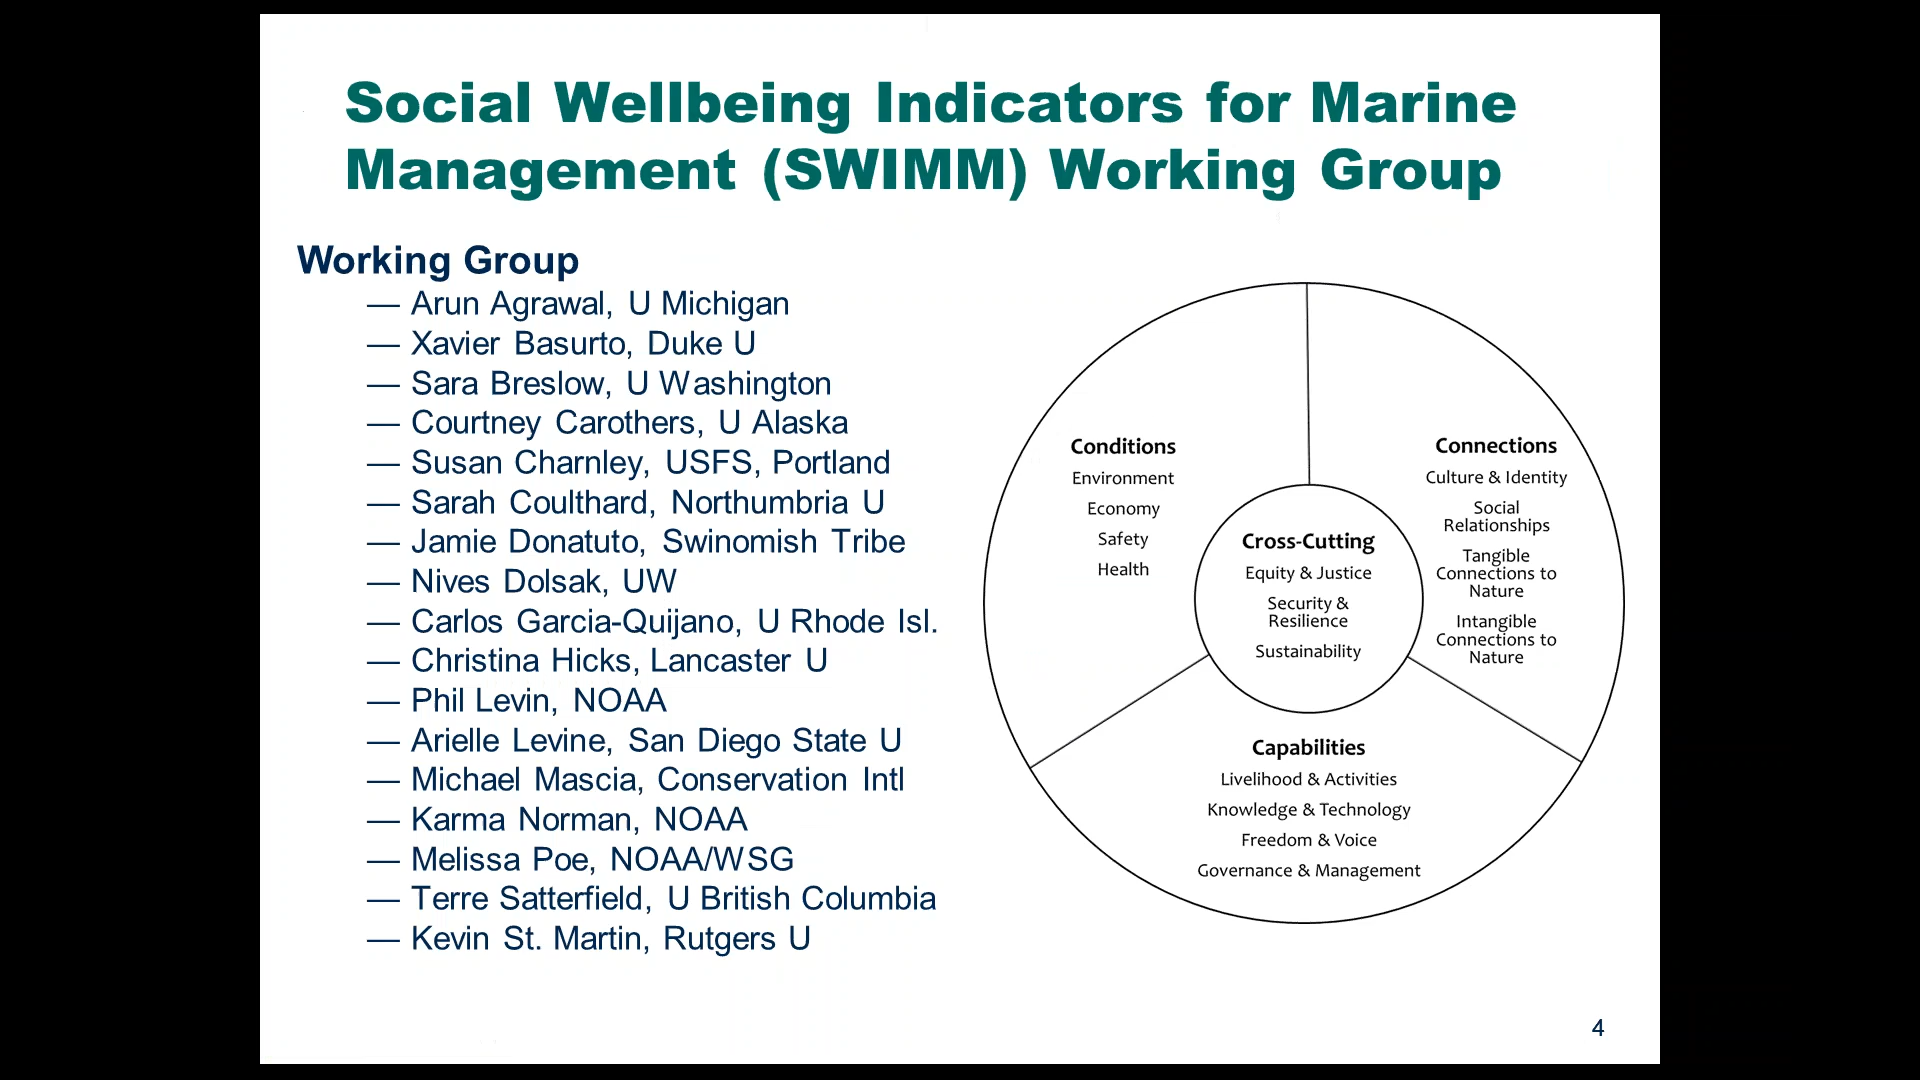 Social Wellbeing Indicators for Marine
Management (SWIMM) Working Group
Working Group
— Arun Agrawal, U Michigan
— Xavier Basurto, Duke U
— Sara Breslow, U Washington
— Courtney Carothers, U Alaska
— Susan Charnley, USFS, Portland
— Sarah Coulthard, Northumbria U
— Jamie Donatuto, Swinomish Tribe
— Nives Dolsak, UW
— Carlos Garcia-Quijano, U Rhode Isl.
— Christina Hicks, Lancaster U
— Phil Levin, NOAA
— Arielle Levine, San Diego State U
— Michael Mascia, Conservation Intl
— Karma Norman, NOAA
— Melissa Poe, NOAA/WSG
— Terre Satterfield, U British Columbia
— Kevin St. Martin, Rutgers U
Conditions
Environment
Economy
Safety
Health
Connections
Culture & Identity
Social
Relationships
Tangible
Connections to
Nature
Intangible
Connections to
Nature
Cross-Cutting
Equity & Justice
Security &
Resilience
Sustainability
Capabilities
Livelihood & Activities
Knowledge & Technology
Freedom & Voice
Governance & Management
4